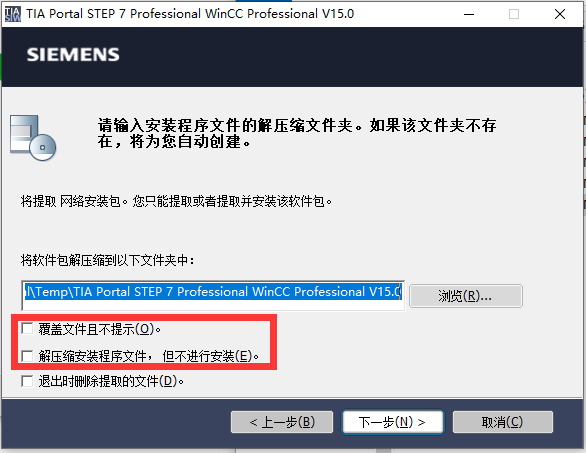 TIA Portal STEP 7 Professional WinCC Professional V15.0
SIEMENS
请输入安装程序文件的解压缩文件夹。如果该文件夹不存
在，将为您自动创建。
将提取 网络安装包。您只能提取或者提取并安装该软件包。
将软件包解压缩到以下文件夹中：
al\Temp\TIA Portal STEP 7 Professional WinCC Professional V15.0
浏览(R)...
覆盖文件且不提示(O)。
解压缩安装程序文件， 但不进行安装(E)。
退出时删除提取的文件(D)。
< 上一步(B)
下一步(N) >
取消(C)